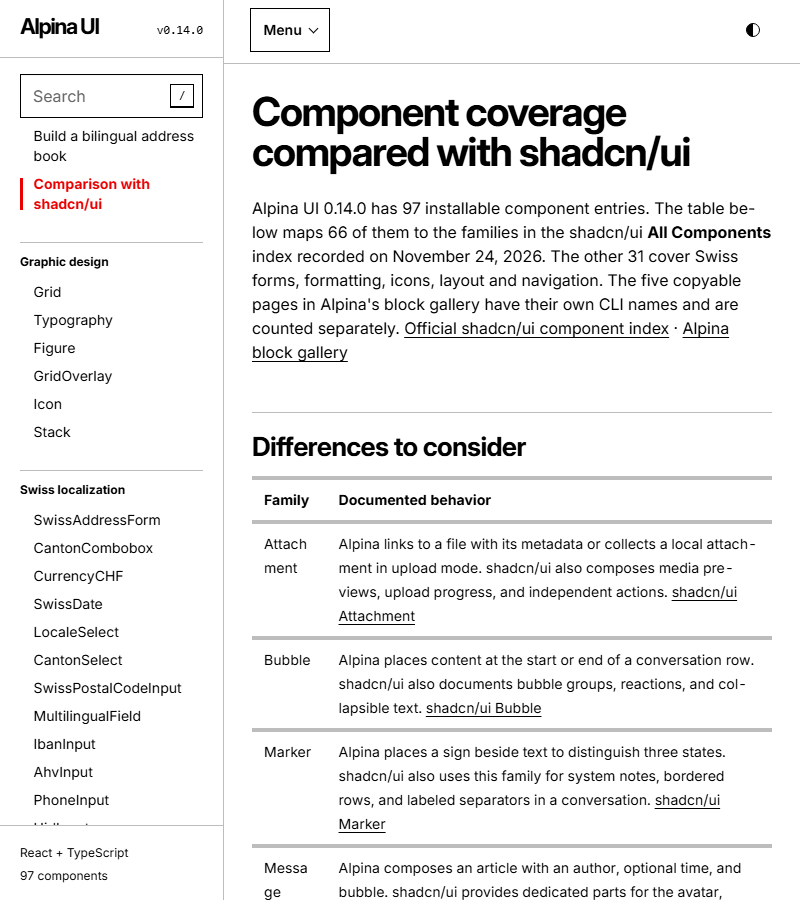 Alpina UI
v0.14.0
Search
/
Build a bilingual address
book
Comparison with
shadcn/ui
Graphic design
Grid
Typography
Figure
GridOverlay
Icon
Stack
Swiss localization
SwissAddressForm
CantonCombobox
CurrencyCHF
SwissDate
LocaleSelect
CantonSelect
SwissPostalCodeInput
MultilingualField
IbanInput
AhvInput
PhoneInput
React + TypeScript
97 components
Menu
Component coverage
compared with shadcn/ui
Alpina UI 0.14.0 has 97 installable component entries. The table be-
low maps 66 of them to the families in the shadcn/ui All Components
index recorded on November 24, 2026. The other 31 cover Swiss
forms, formatting, icons, layout and navigation. The five copyable
pages in Alpina's block gallery have their own CLI names and are
counted separately. Official shadcn/ui component index · Alpina
block gallery
Differences to consider
Family Documented behavior
Attach
ment
Alpina links to a file with its metadata or collects a local attach-
ment in upload mode. shadcn/ui also composes media pre-
views, upload progress, and independent actions. shadcn/ui
Attachment
Bubble
Alpina places content at the start or end of a conversation row.
shadcn/ui also documents bubble groups, reactions, and col-
lapsible text. shadcn/ui Bubble
Marker
Alpina places a sign beside text to distinguish three states.
shadcn/ui also uses this family for system notes, bordered
rows, and labeled separators in a conversation. shadcn/ui
Marker
Messa
ge
Alpina composes an article with an author, optional time, and
bubble. shadcn/ui provides dedicated parts for the avatar,